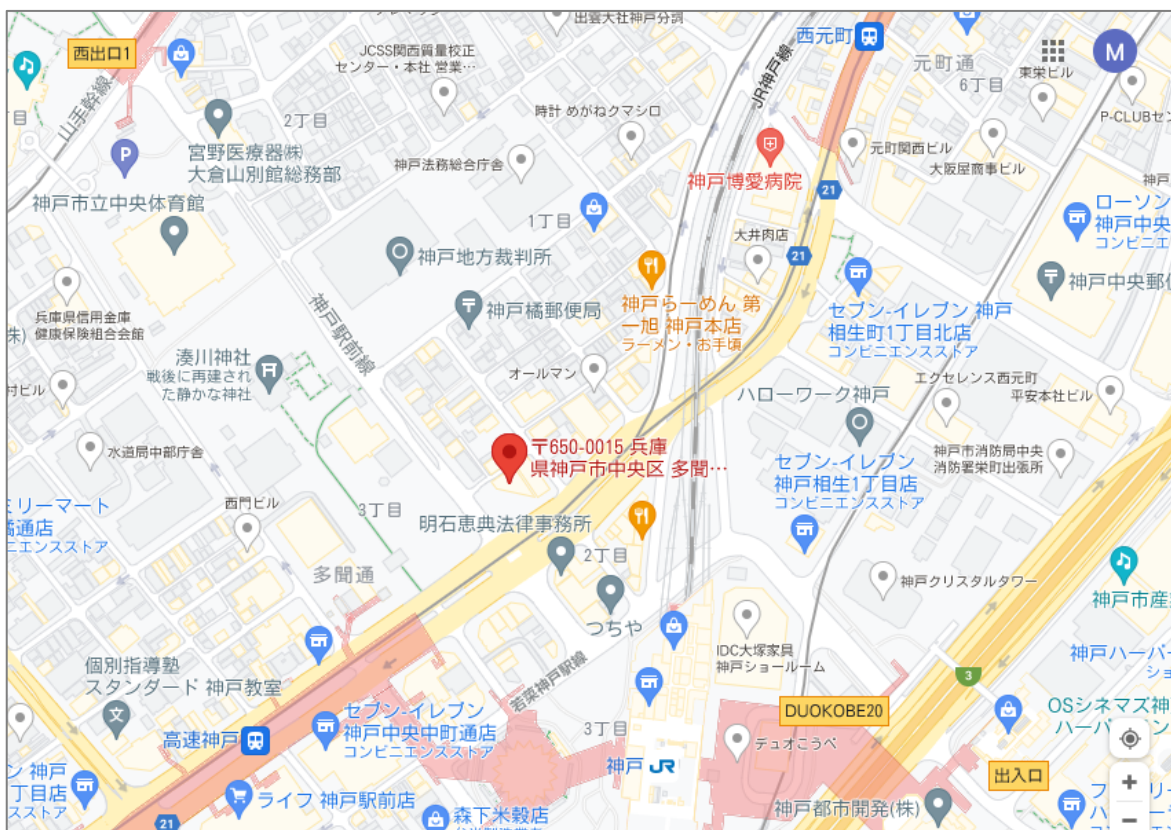 出雲大社神戸分祠
西元町
西出口1
JCSS関西質量校正
センター・本社 営業…
JR神戸線
元町通
東栄ビル
M
6丁目
山手幹線
2丁目
時計 めがねクマシロ
P-CLUBセン
P
宮野医療器㈱
大倉山別館総務部
神戸法務総合庁舎
元町関西ビル
大阪屋商事ビル
神戸博愛病院
21
神戸市立中央体育館
1丁目
大井肉店
ローソン
神戸中央
コンビニエ
神戸地方裁判所
21
神戸中央郵
神戸橘郵便局
神戸らーめん 第
一旭 神戸本店
ラーメン・お手頃
セブン-イレブン 神戸
相生町1丁目北店
コンビニエンスストア
兵庫県信用金庫
健康保険組合会館
株)
神戸駅前線
湊川神社
戦後に再建され
た静かな神社
村ビル
オールマン
エクセレンス西元町
平安本社ビル
ハローワーク神戸
水道局中部庁舎
〒650-0015 兵庫
県神戸市中央区 多聞…
神戸市消防局中央
消防署栄町出張所
セブン-イレブン
神戸相生1丁目店
コンビニエンスストア
ミリーマート
橘通店
ニエンスストア
西門ビル
3丁目
明石恵典法律事務所
2丁目
多聞通
神戸クリスタルタワー
つちや
神戸市産
IDC大塚家具
神戸ショールーム
神戸ハーバー
ショ
個別指導塾
スタンダード 神戸教室
若菜神戸駅線
3
DUOKOBE20
OSシネマズ神
ハーバー
セブン-イレブン
神戸中央中町通店
コンビニエンスストア
3丁目
高速神戸
デュオこうべ
神戸 JR
出入口
ン 神戸
丁目店
ンスストア
ライフ 神戸駅前店
森下米穀店
神戸都市開発(株)
21